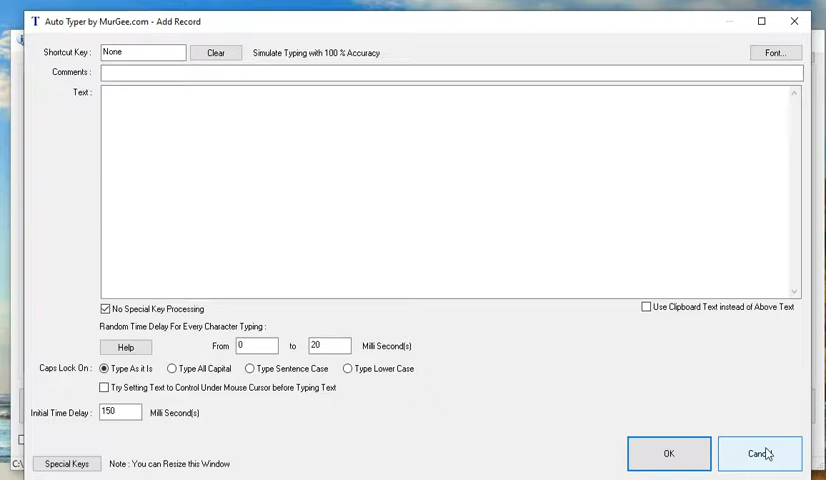 T Auto Typer by MurGee.com - Add Record
Shortcut Key : None Clear Simulate Typing with 100 % Accuracy Font...
Comments :
Text :
No Special Key Processing Use Clipboard Text instead of Above Text
Random Time Delay For Every Character Typing :
Help From 0 to 20 Milli Second(s)
Caps Lock On : Type As it Is Type All Capital Type Sentence Case Type Lower Case
Try Setting Text to Control Under Mouse Cursor before Typing Text
Initial Time Delay : 150 Milli Second(s)
OK Cancel
Special Keys Note : You can Resize this Window
C:\